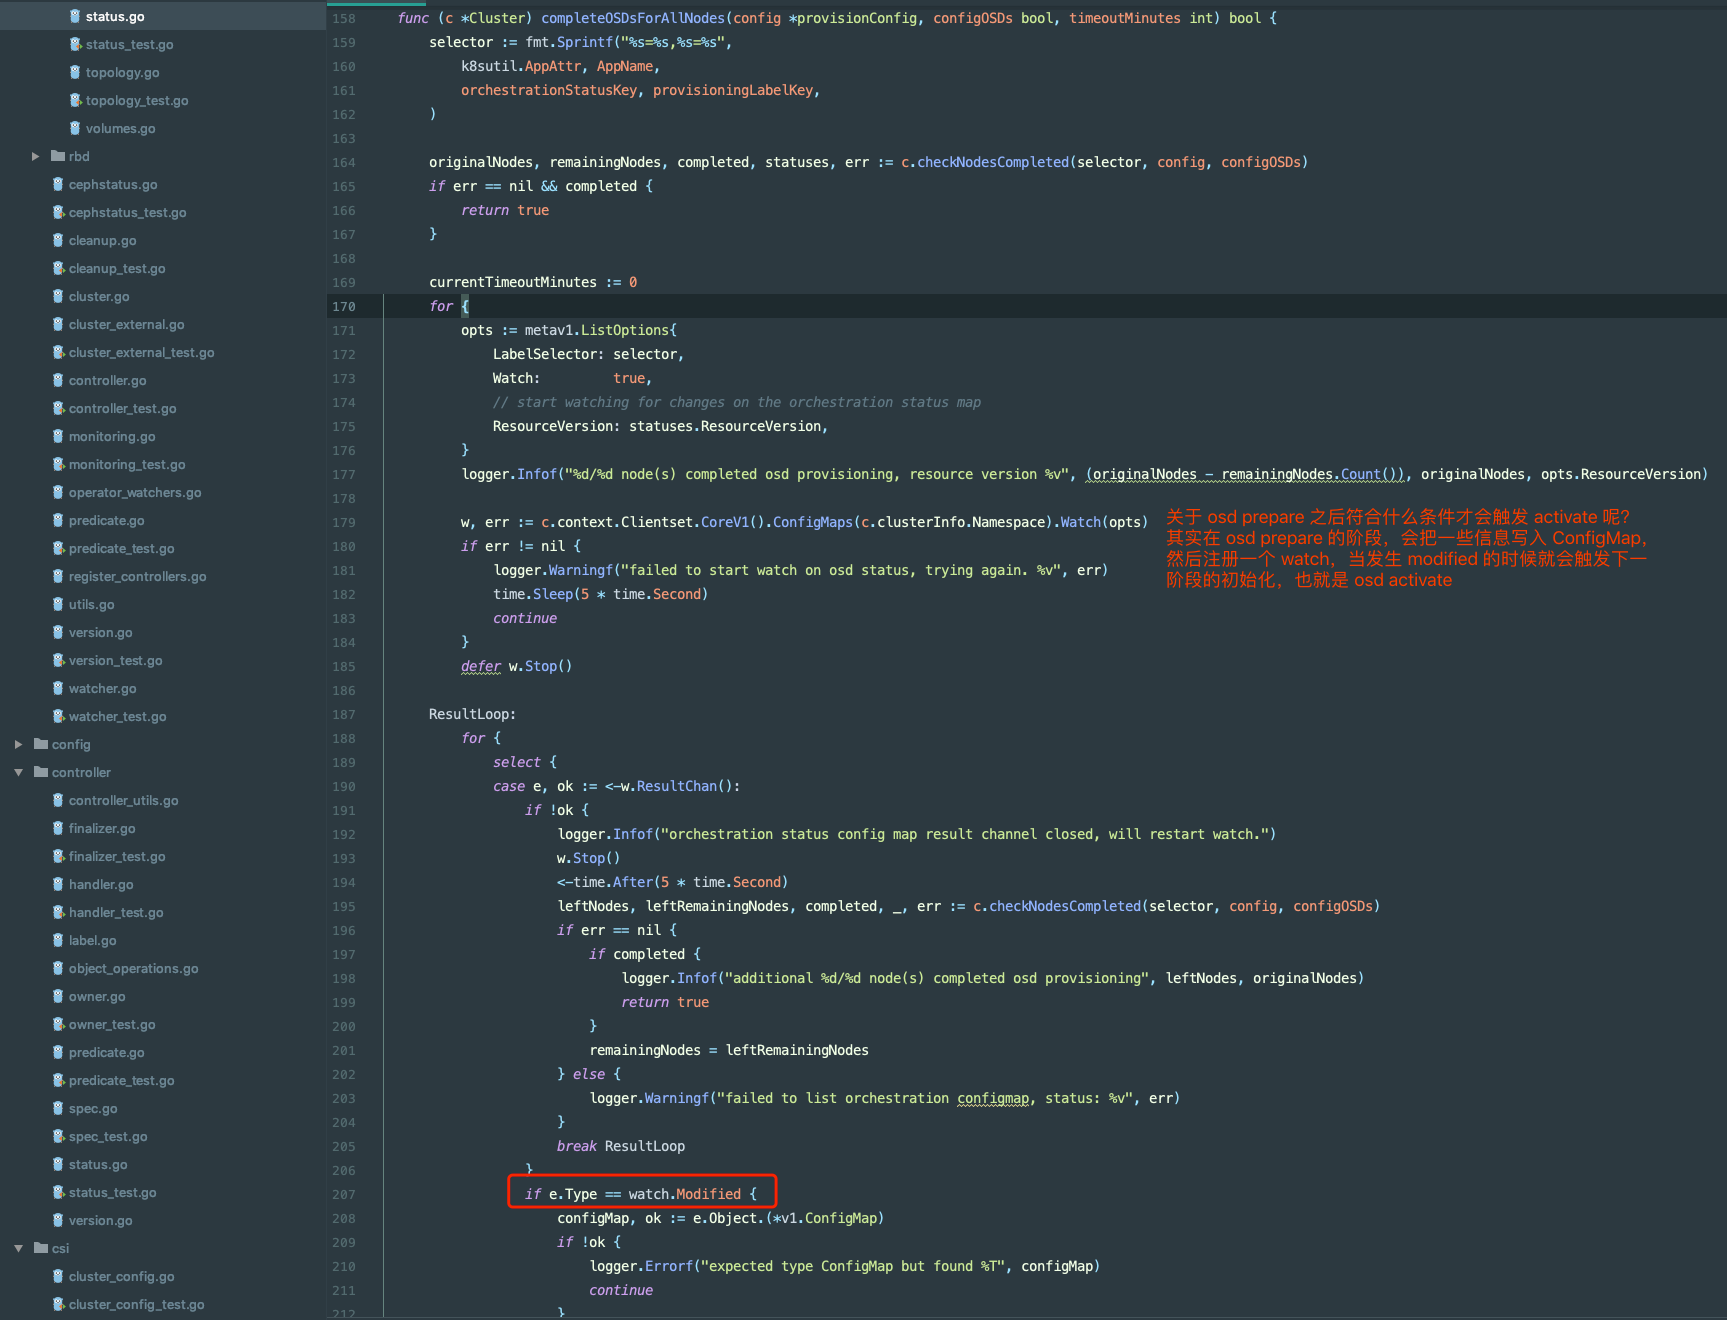 status.go
status_test.go
topology.go
topology_test.go
volumes.go
rbd
cephstatus.go
cephstatus_test.go
cleanup.go
cleanup_test.go
cluster.go
cluster_external.go
cluster_external_test.go
controller.go
controller_test.go
monitoring.go
monitoring_test.go
operator_watchers.go
predicate.go
predicate_test.go
register_controllers.go
utils.go
version.go
version_test.go
watcher.go
watcher_test.go
config
controller
controller_utils.go
finalizer.go
finalizer_test.go
handler.go
handler_test.go
label.go
object_operations.go
owner.go
owner_test.go
predicate.go
predicate_test.go
spec.go
spec_test.go
status.go
status_test.go
version.go
csi
cluster_config.go
cluster_config_test.go
158 func (c *Cluster) completeOSDsForAllNodes(config *provisionConfig, configOSDs bool, timeoutMinutes int) bool {
159 selector := fmt.Sprintf("%s=%s,%s=%s",
160 k8sutil.AppAttr, AppName,
161 orchestrationStatusKey, provisioningLabelKey,
162 )
163
164 originalNodes, remainingNodes, completed, statuses, err := c.checkNodesCompleted(selector, config, configOSDs)
165 if err == nil && completed {
166 return true
167 }
168
169 currentTimeoutMinutes := 0
170 for {
171 opts := metav1.ListOptions{
172 LabelSelector: selector,
173 Watch: true,
174 // start watching for changes on the orchestration status map
175 ResourceVersion: statuses.ResourceVersion,
176 }
177 logger.Infof("%d/%d node(s) completed osd provisioning, resource version %v", (originalNodes - remainingNodes.Count()), originalNodes, opts.ResourceVersion)
178
179 w, err := c.context.Clientset.CoreV1().ConfigMaps(c.clusterInfo.Namespace).Watch(opts)
180 if err != nil {
181 logger.Warningf("failed to start watch on osd status, trying again. %v", err)
182 time.Sleep(5 * time.Second)
183 continue
184 }
185 defer w.Stop()
186
187 ResultLoop:
188 for {
189 select {
190 case e, ok := <-w.ResultChan():
191 if !ok {
192 logger.Infof("orchestration status config map result channel closed, will restart watch.")
193 w.Stop()
194 <-time.After(5 * time.Second)
195 leftNodes, leftRemainingNodes, completed, _, err := c.checkNodesCompleted(selector, config, configOSDs)
196 if err == nil {
197 if completed {
198 logger.Infof("additional %d/%d node(s) completed osd provisioning", leftNodes, originalNodes)
199 return true
200 }
201 remainingNodes = leftRemainingNodes
202 } else {
203 logger.Warningf("failed to list orchestration configmap, status: %v", err)
204 }
205 break ResultLoop
206 }
207 if e.Type == watch.Modified {
208 configMap, ok := e.Object.(*v1.ConfigMap)
209 if !ok {
210 logger.Errorf("expected type ConfigMap but found %T", configMap)
211 continue
212 }
关于 osd prepare 之后符合什么条件才会触发 activate 呢？
其实在 osd prepare 的阶段，会把一些信息写入 ConfigMap，
然后注册一个 watch，当发生 modified 的时候就会触发下一
阶段的初始化，也就是 osd activate